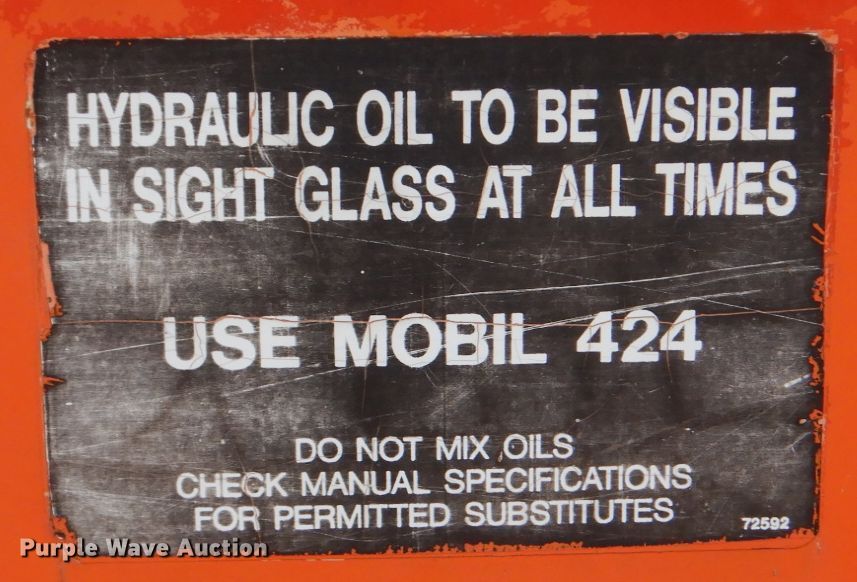 HYDRAULIC OIL TO BE VISIBLE
IN SIGHT GLASS AT ALL TIMES
USE MOBIL 424
DO NOT MIX OILS
CHECK MANUAL SPECIFICATIONS
FOR PERMITTED SUBSTITUTES
72592
Purple Wave Auction